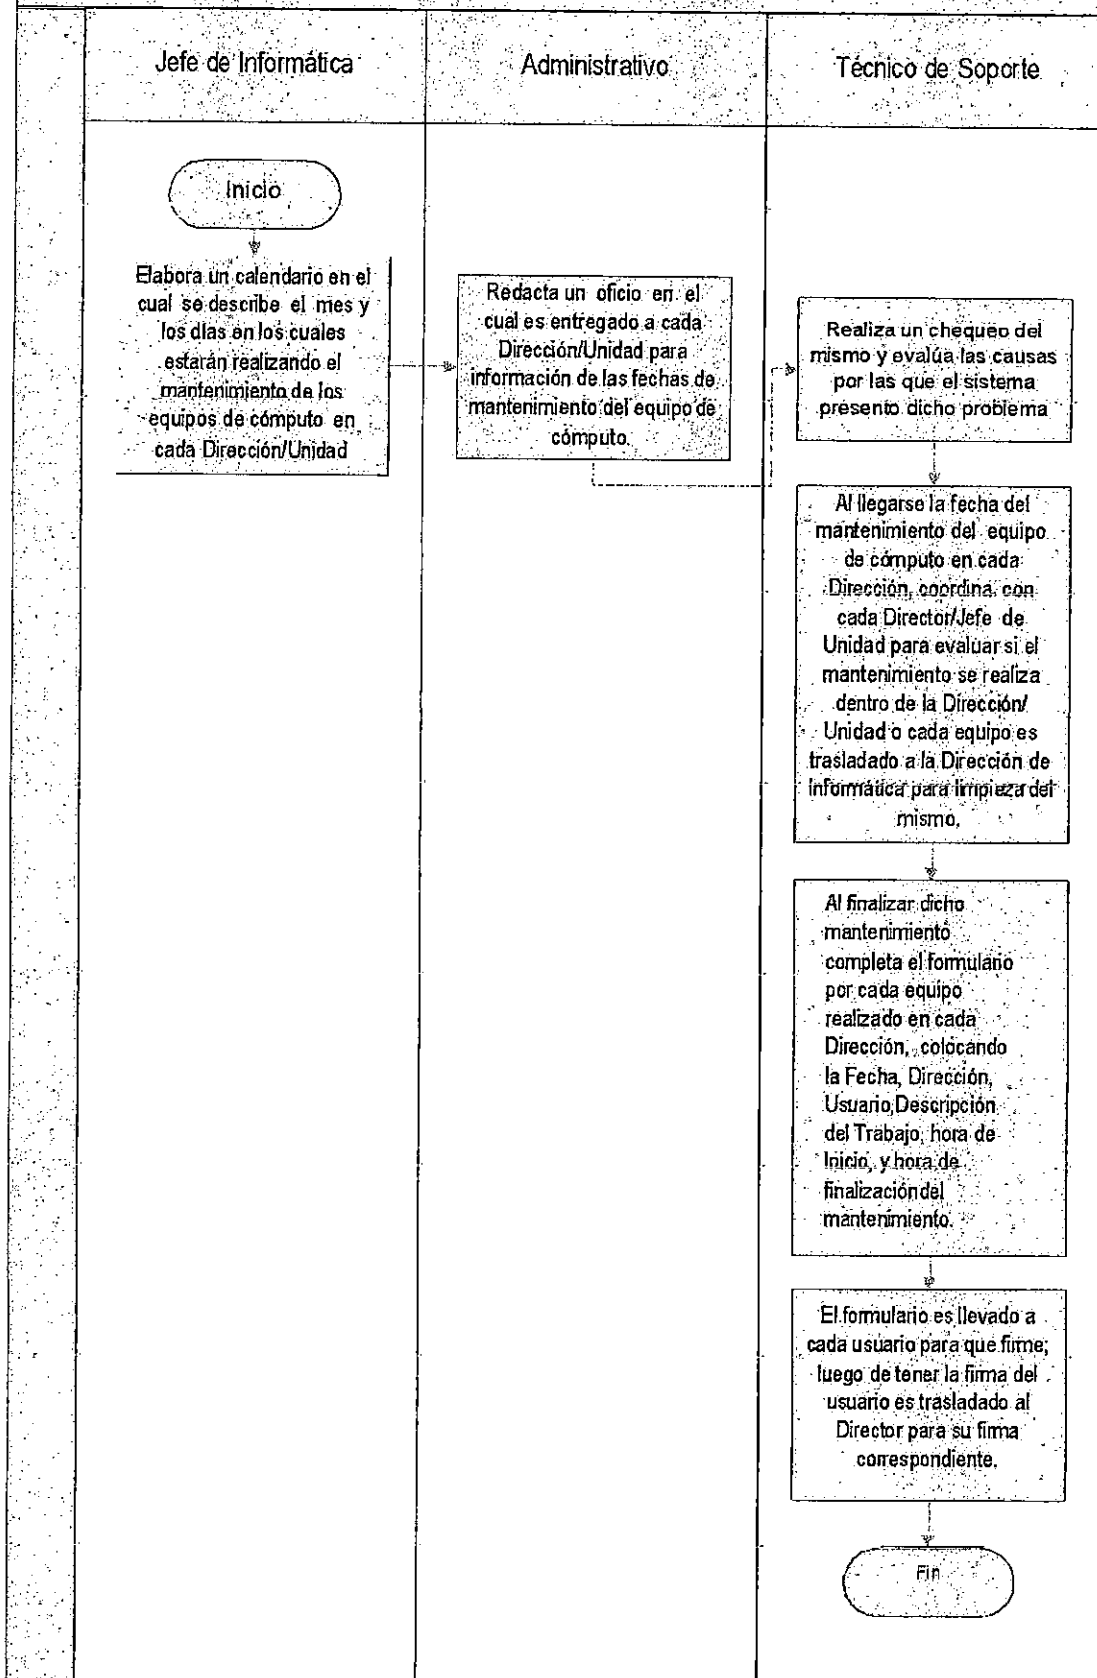 Jefe de Informática
Administrativo
Técnico de Soporte
Inicio
Elabora un calendario en el
cual se describe el mes y
los días en los cuales
estarán realizando el
mantenimiento de los
equipos de cómputo en
cada Dirección/Unidad
Redacta un oficio en el
cual es entregado a cada
Dirección/Unidad para
información de las fechas de
mantenimiento del equipo de
cómputo.
Realiza un chequeo del
mismo y evalúa las causas
por las que el sistema
presento dicho problema
Al llegarse la fecha del
mantenimiento del equipo
de cómputo en cada
Dirección, coordina con
cada Director/Jefe de
Unidad para evaluar si el
mantenimiento se realiza
dentro de la Dirección/
Unidad o cada equipo es
trasladado a la Dirección de
informática para limpieza del
mismo.
Al finalizar dicho
mantenimiento
completa el formulario
por cada equipo
realizado en cada
Dirección, colocando
la Fecha, Dirección,
Usuario, Descripción
del Trabajo, hora de
Inicio, y hora de
finalización del
mantenimiento.
El formulario es llevado a
cada usuario para que firme;
luego de tener la firma del
usuario es trasladado al
Director para su firma
correspondiente.
Fin